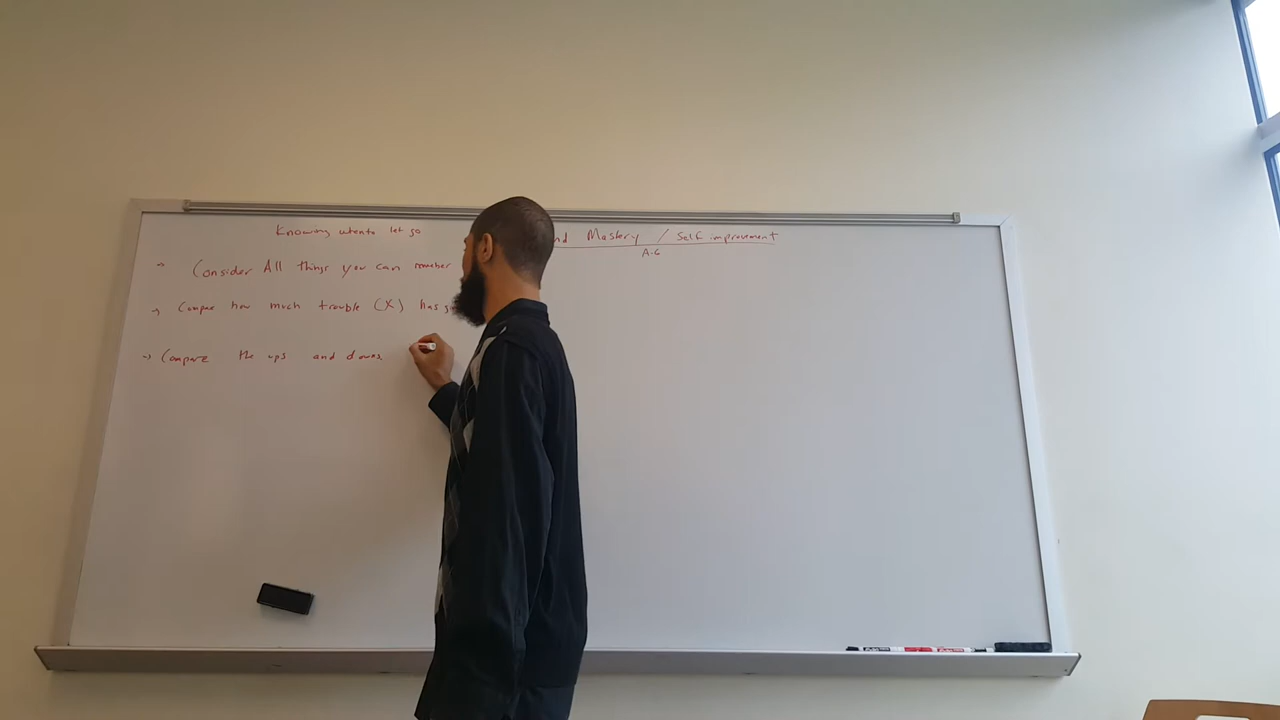 Knowing when to let go
nd Mastery / Self improvement
A-G
Consider All things you can
Compare how much trouble (X) has
Compare the ups and downs